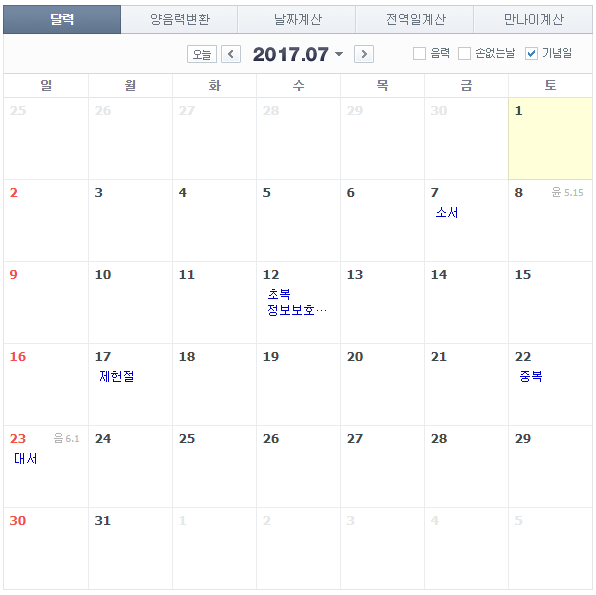 달력 양음력변환 날짜계산 전역일계산 만나이계산
오늘 < 2017.07 > 음력 손없는날 기념일
일 월 화 수 목 금 토
25 26 27 28 29 30 1
2 3 4 5 6 7 8 윤 5.15
소서
9 10 11 12 13 14 15
초복
정보보호…
16 17 18 19 20 21 22
제헌절 중복
23 음 6.1 24 25 26 27 28 29
대서
30 31 1 2 3 4 5